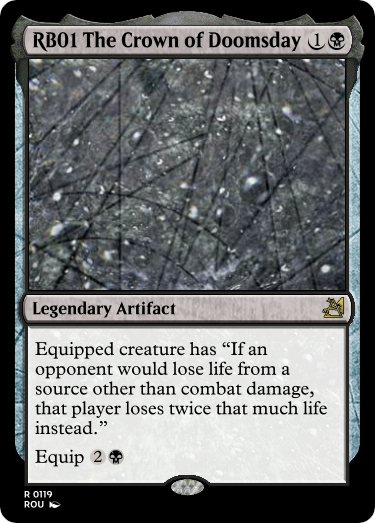 RB01 The Crown of Doomsday 1
Legendary Artifact
Equipped creature has “If an
opponent would lose life from a
source other than combat damage,
that player loses twice that much life
instead.”
Equip 2
R 0119
ROU